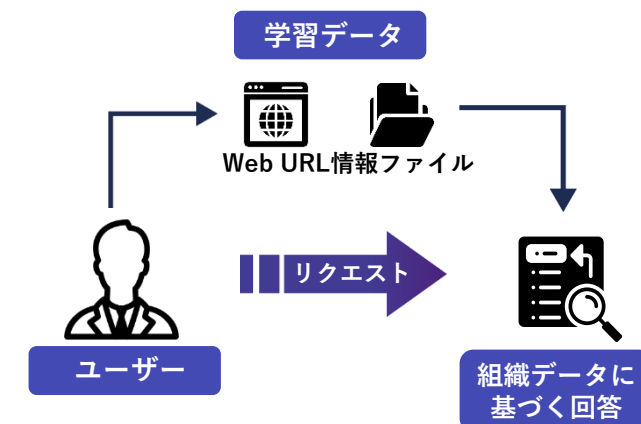 学習データ
Web URL情報ファイル
リクエスト
ユーザー
組織データに
基づく回答